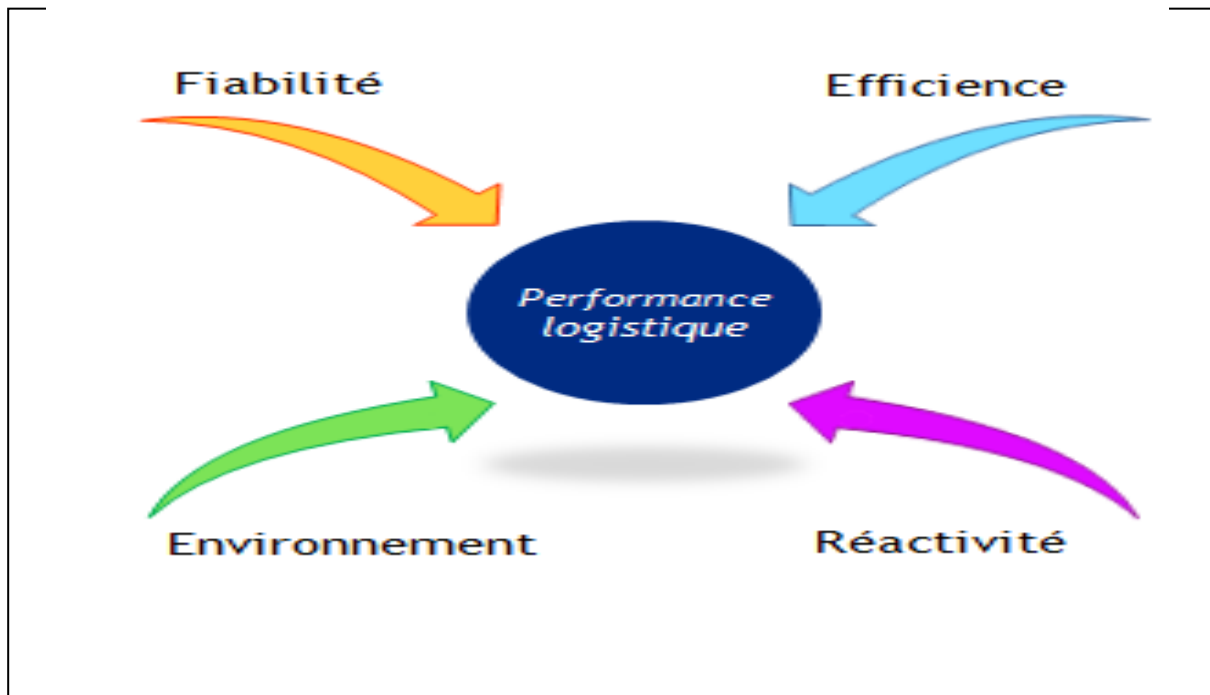 Fiabilité
Efficience
Performance
logistique
Environnement
Réactivité